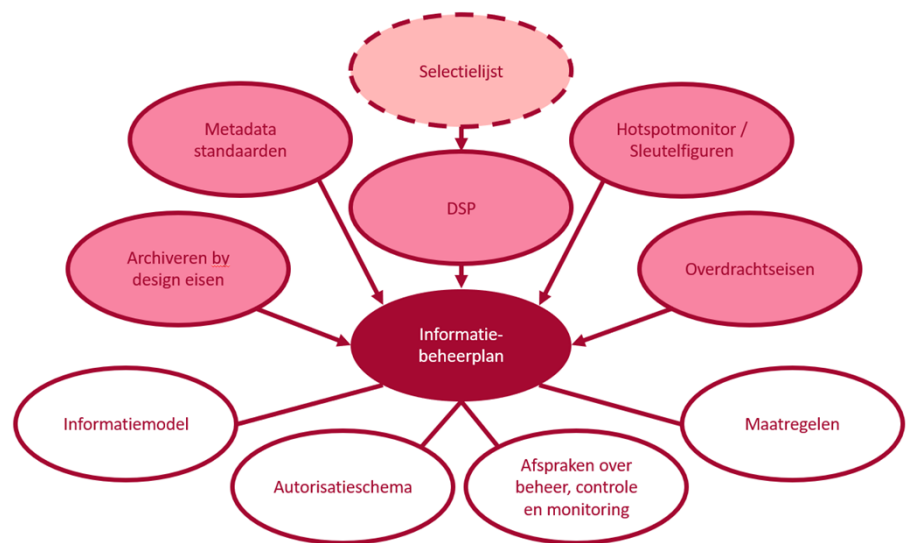 Selectielijst
Metadata
standaarden
Hotspotmonitor /
Sleutelfiguren
DSP
Archiveren by
design eisen
Overdrachtseisen
Informatie-
beheerplan
Informatiemodel
Maatregelen
Autorisatieschema
Afspraken over
beheer, controle
en monitoring